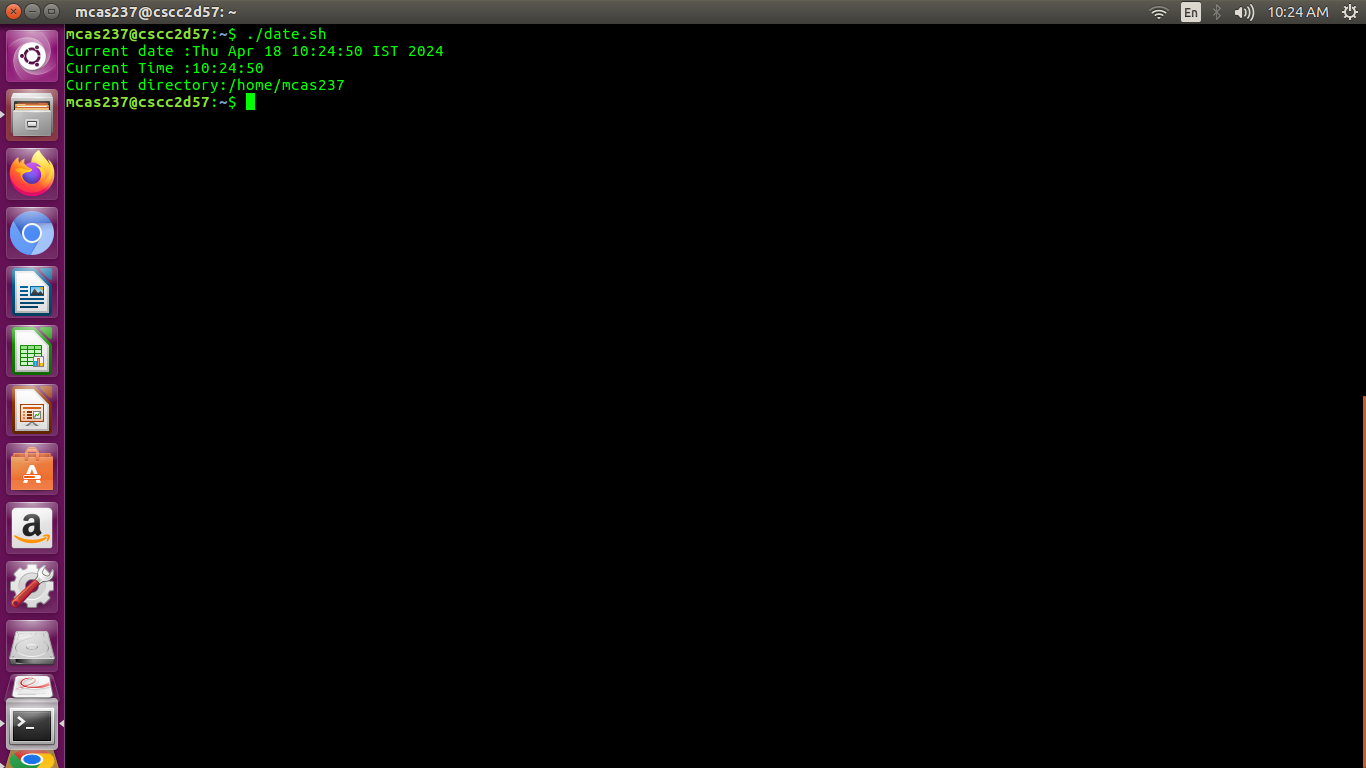 mcas237@cscc2d57: ~
En
10:24 AM
mcas237@cscc2d57:~$ ./date.sh
Current date :Thu Apr 18 10:24:50 IST 2024
Current Time :10:24:50
Current directory:/home/mcas237
mcas237@cscc2d57:~$